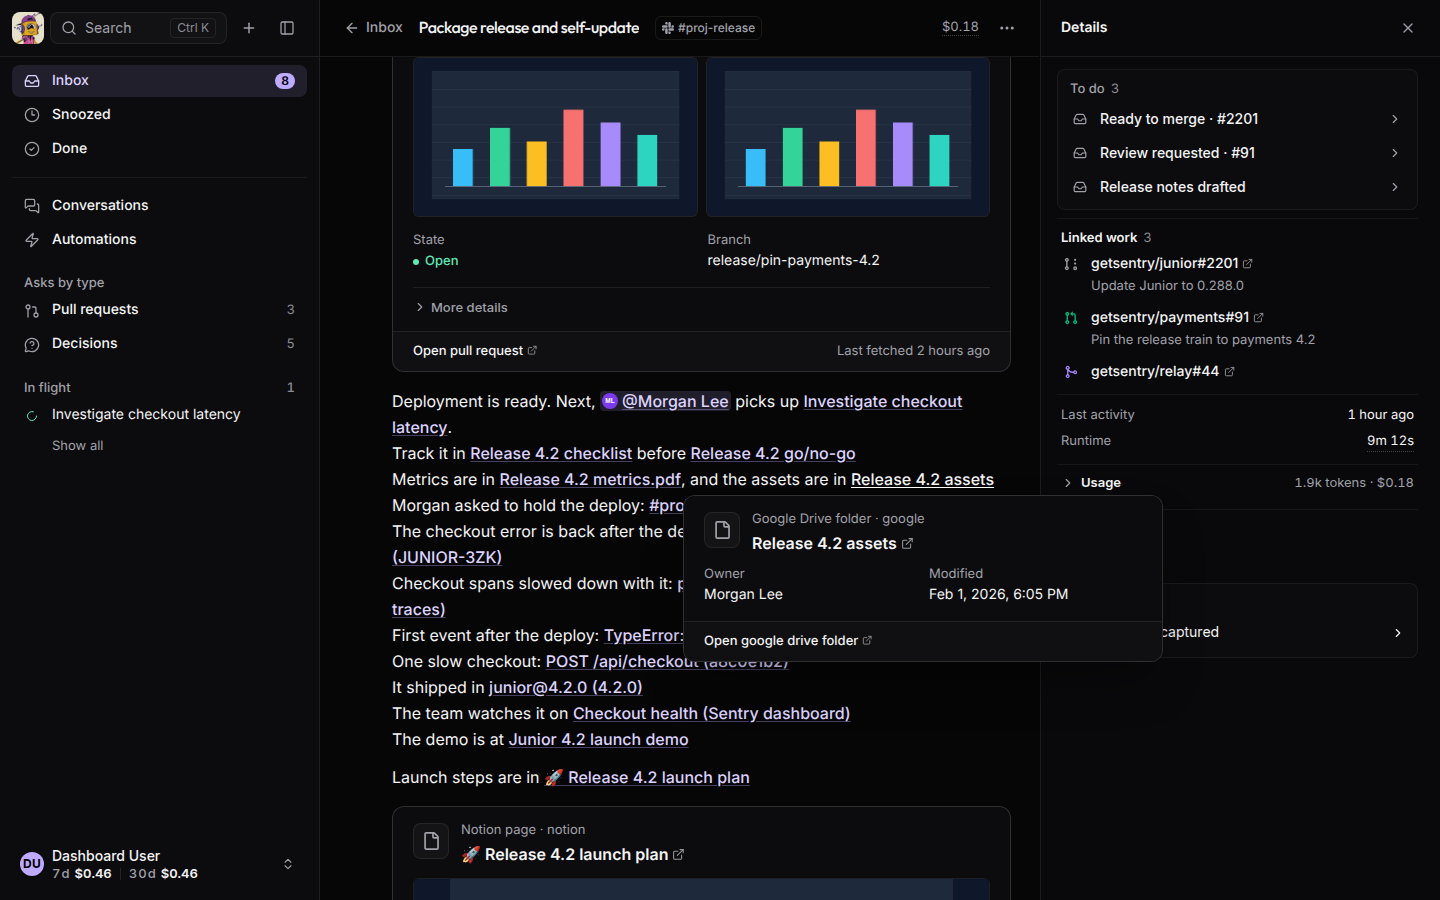 Search
Ctrl K
Inbox
8
Snoozed
Done
Conversations
Automations
Asks by type
Pull requests
3
Decisions
5
In flight
1
Investigate checkout latency
Show all
DU
Dashboard User
7d $0.46
30d $0.46
Inbox
Package release and self-update
#proj-release
$0.18
State
Open
Branch
release/pin-payments-4.2
More details
Open pull request
Last fetched 2 hours ago
Deployment is ready. Next, ML @Morgan Lee picks up Investigate checkout
latency.
Track it in Release 4.2 checklist before Release 4.2 go/no-go
Metrics are in Release 4.2 metrics.pdf, and the assets are in Release 4.2 assets
Morgan asked to hold the deploy: #pro
The checkout error is back after the de
(JUNIOR-3ZK)
Checkout spans slowed down with it: p
traces)
First event after the deploy: TypeError:
One slow checkout: POST /api/checkout
It shipped in junior@4.2.0 (4.2.0)
The team watches it on Checkout health (Sentry dashboard)
The demo is at Junior 4.2 launch demo
Launch steps are in 🚀 Release 4.2 launch plan
Notion page · notion
🚀 Release 4.2 launch plan
Google Drive folder · google
Release 4.2 assets
Owner
Morgan Lee
Modified
Feb 1, 2026, 6:05 PM
Open google drive folder
Details
To do 3
Ready to merge · #2201
Review requested · #91
Release notes drafted
Linked work 3
getsentry/junior#2201
Update Junior to 0.288.0
getsentry/payments#91
Pin the release train to payments 4.2
getsentry/relay#44
Last activity
1 hour ago
Runtime
9m 12s
Usage
1.9k tokens · $0.18
captured